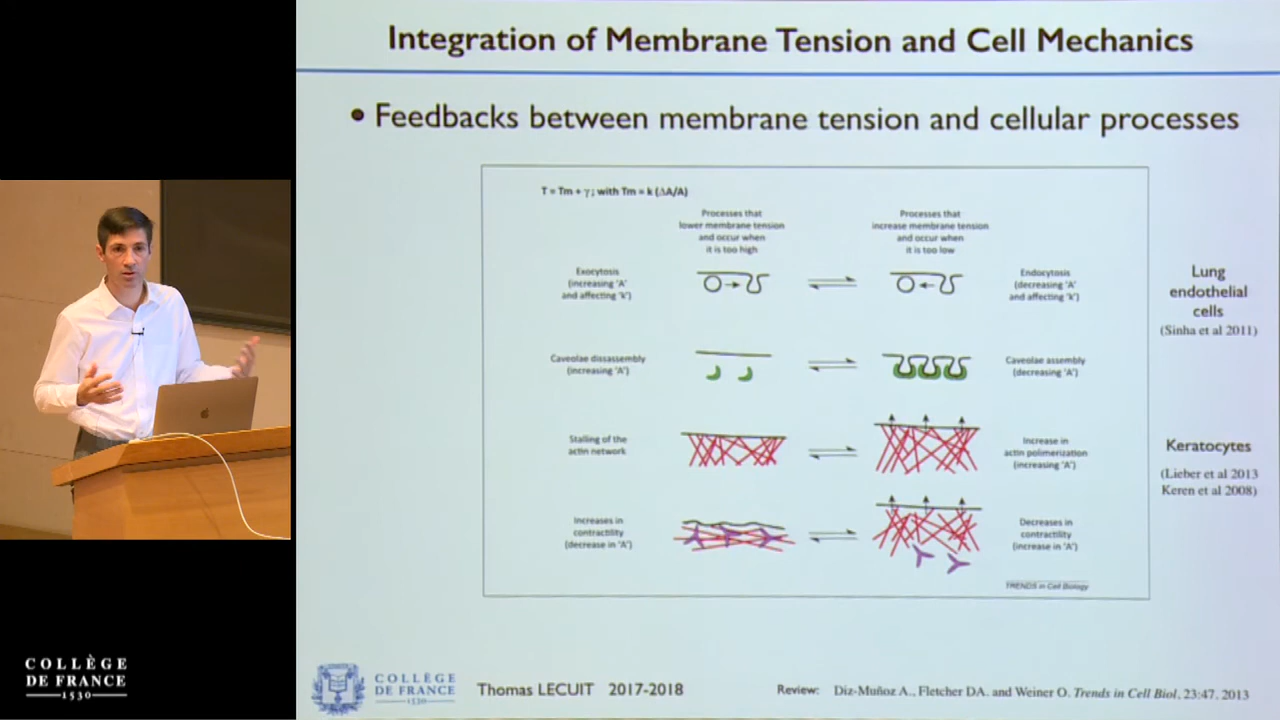 Integration of Membrane Tension and Cell Mechanics
• Feedbacks between membrane tension and cellular processes
T = Tm + γ; with Tm = k (ΔA/A)
Processes that
lower membrane tension
and occur when
it is too high
Processes that
increase membrane tension
and occur when
it is too low
Exocytosis
(increasing 'A'
and affecting 'k')
Endocytosis
(decreasing 'A'
and affecting 'k')
Lung
endothelial
cells
(Sinha et al 2011)
Caveolae dissassembly
(increasing 'A')
Caveolae assembly
(decreasing 'A')
Stalling of the
actin network
Increase in
actin polimerization
(increasing 'A')
Keratocytes
(Lieber et al 2013
Keren et al 2008)
Increases in
contractility
(decrease in 'A')
Decreases in
contractility
(increase in 'A')
TRENDS in Cell Biology
COLLÈGE
DE FRANCE
1530
COLLÈGE
DE FRANCE
1530
Thomas LECUIT 2017-2018
Review: Diz-Muñoz A., Fletcher DA. and Weiner O. Trends in Cell Biol, 23:47. 2013